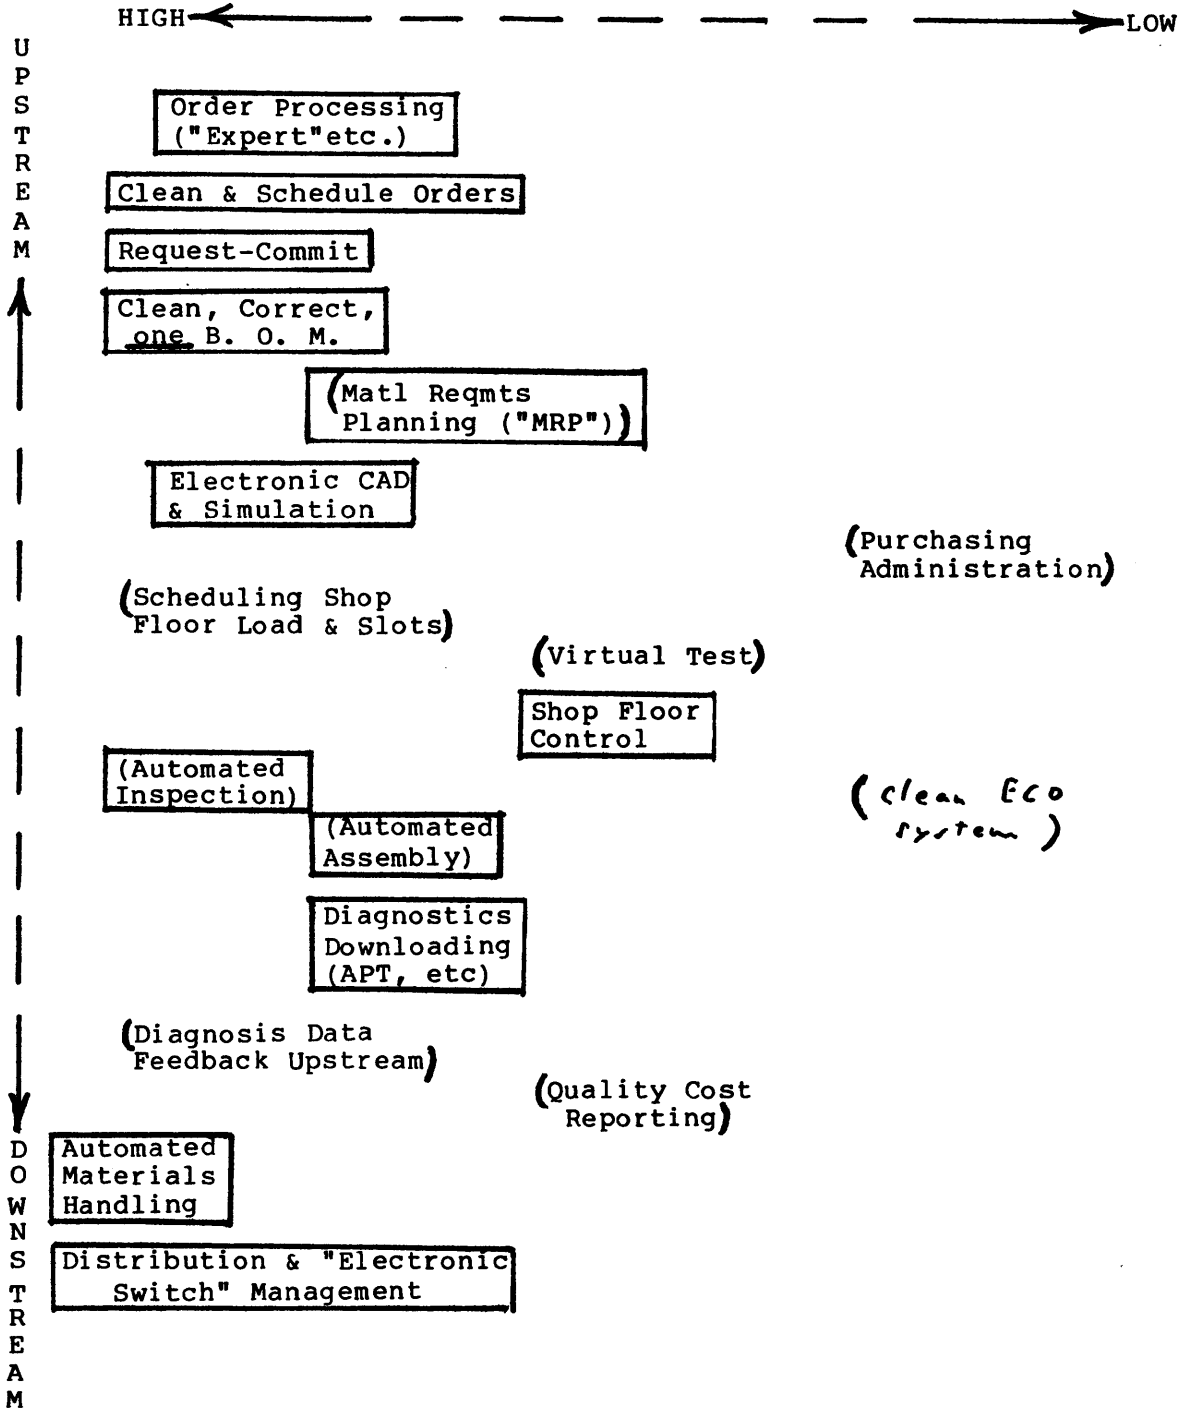 HIGH LOW
UPSTREAM
Order Processing
("Expert"etc.)
Clean & Schedule Orders
Request-Commit
Clean, Correct,
one B. O. M.
(Matl Reqmts
Planning ("MRP"))
Electronic CAD
& Simulation
(Purchasing
Administration)
(Scheduling Shop
Floor Load & Slots)
(Virtual Test)
Shop Floor
Control
(Automated
Inspection)
(clean ECO
system)
(Automated
Assembly)
Diagnostics
Downloading
(APT, etc)
(Diagnosis Data
Feedback Upstream)
(Quality Cost
Reporting)
DOWNSTREAM
Automated
Materials
Handling
Distribution & "Electronic
Switch" Management